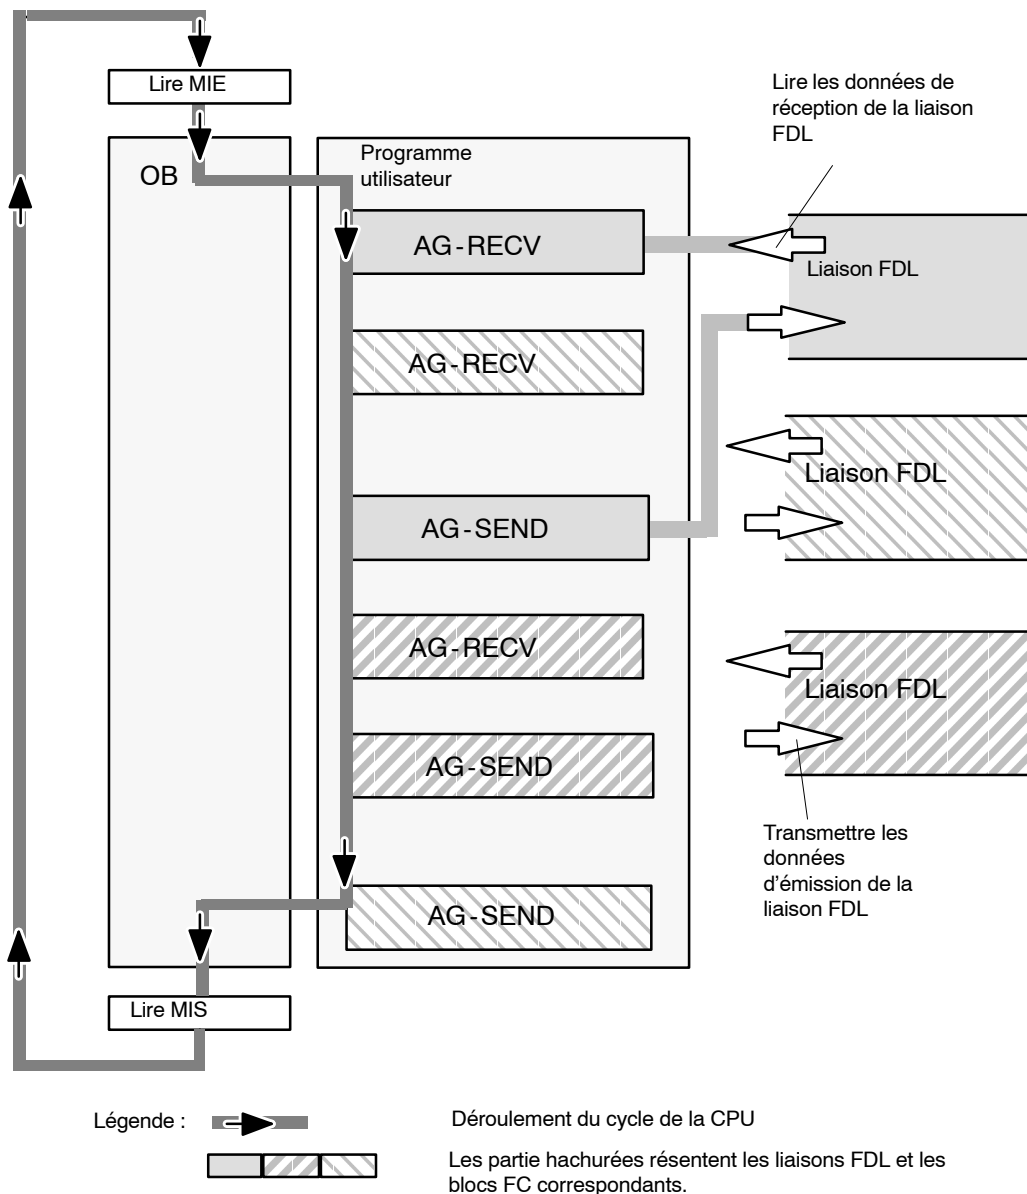 Lire MIE
Lire les données de
réception de la liaison
FDL
OB
Programme
utilisateur
AG-RECV
Liaison FDL
AG-RECV
Liaison FDL
AG-SEND
AG-RECV
Liaison FDL
AG-SEND
Transmettre les
données
d'émission de la
liaison FDL
AG-SEND
Lire MIS
Légende :
Déroulement du cycle de la CPU
Les partie hachurées résentent les liaisons FDL et les
blocs FC correspondants.